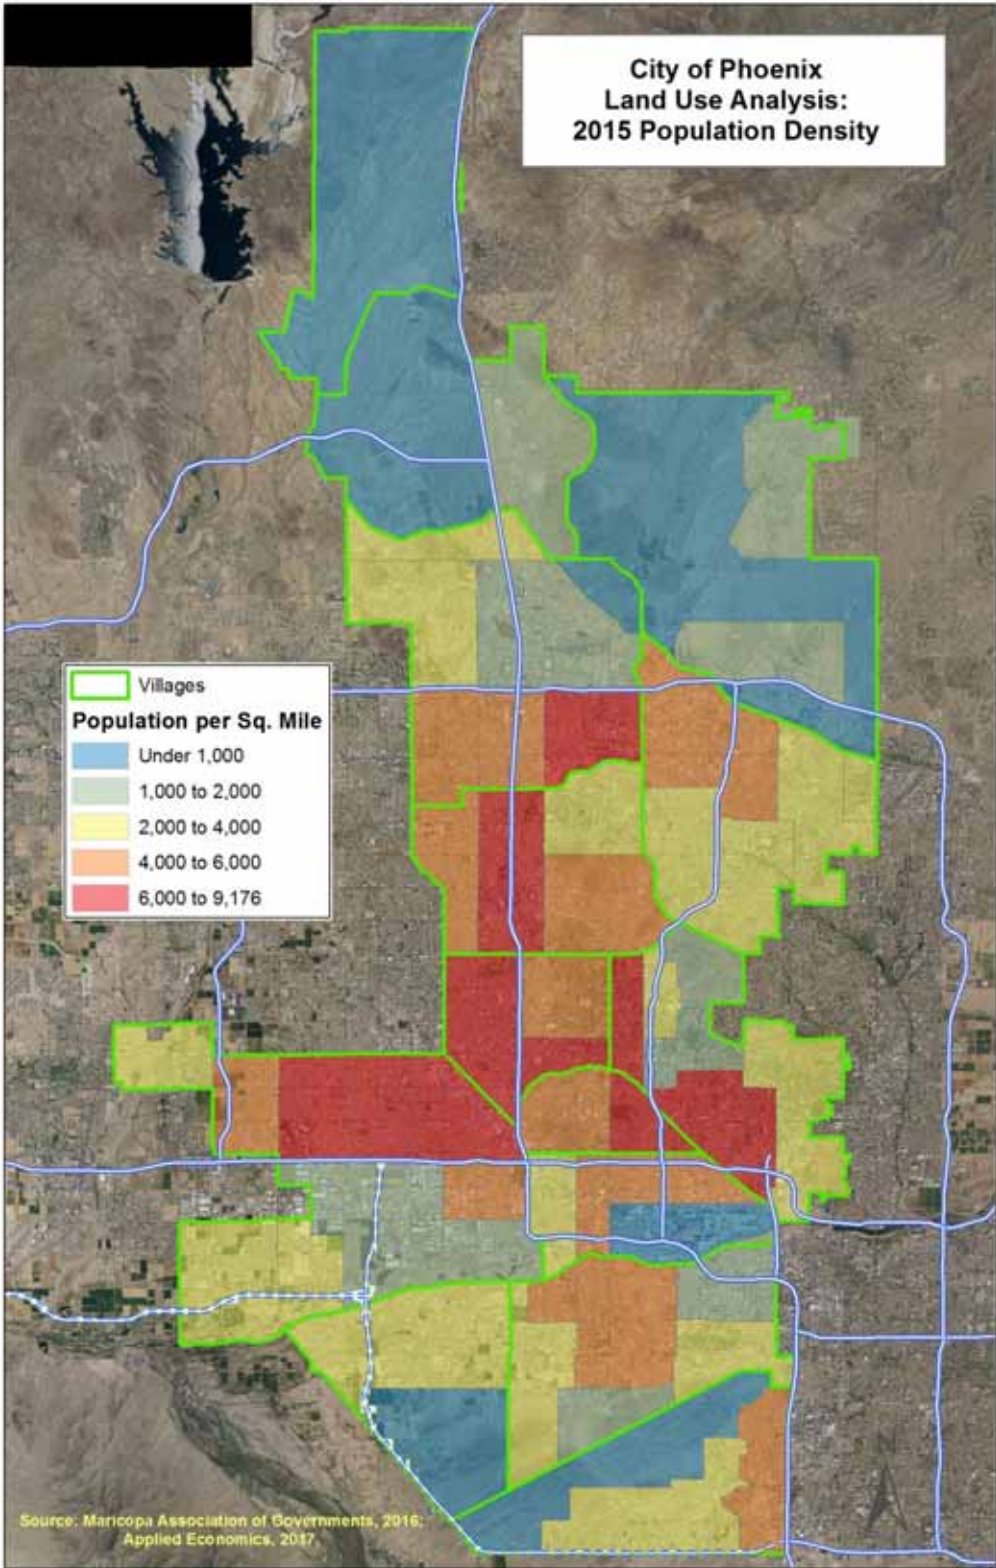 City of Phoenix
Land Use Analysis:
2015 Population Density
Villages
Population per Sq. Mile
Under 1,000
1,000 to 2,000
2,000 to 4,000
4,000 to 6,000
6,000 to 9,176
Source: Maricopa Association of Governments, 2016;
Applied Economics, 2017